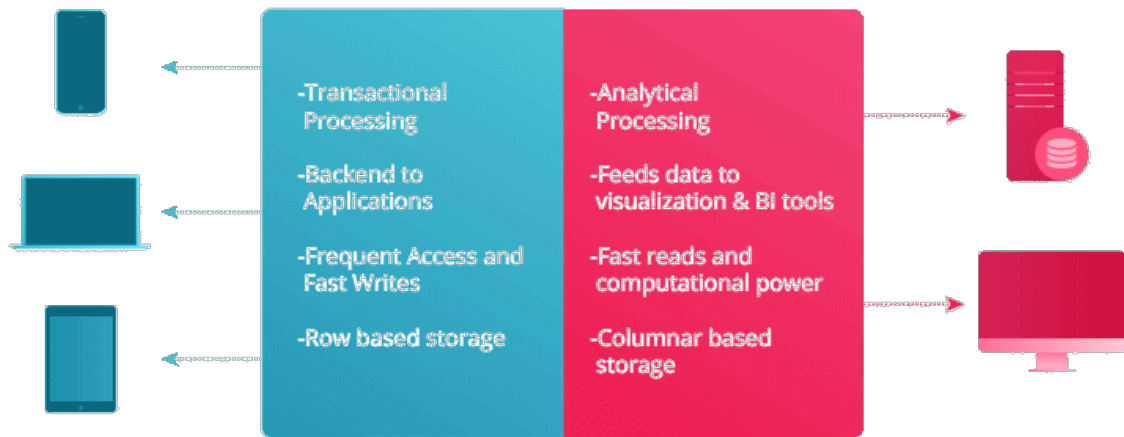 -Transactional
Processing
-Backend to
Applications
-Frequent Access and
Fast Writes
-Row based storage
-Analytical
Processing
-Feeds data to
visualization & BI tools
-Fast reads and
computational power
-Columnar based
storage